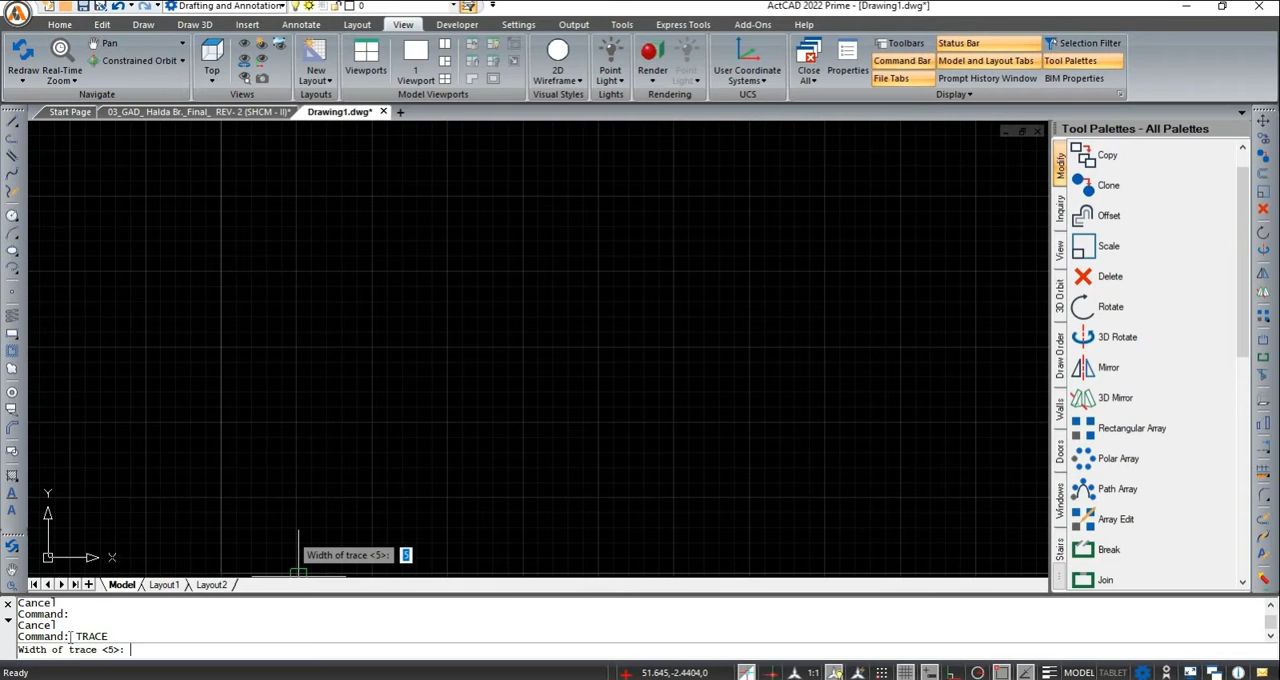 Drafting and Annotation
0
ActCAD 2022 Prime - [Drawing1.dwg*]
Home Edit Draw Draw 3D Insert Annotate Layout View Developer Settings Output Tools Express Tools Add-Ons Help
Redraw
Real-Time Zoom
Pan
Constrained Orbit
Navigate
Top
Views
New Layouts
Layouts
Viewports
1 Viewport
Model Viewports
2D Wireframe
Visual Styles
Point Light
Lights
Render
Point Light
Rendering
User Coordinate Systems
UCS
Close All
Properties
Toolbars Status Bar Selection Filter
Command Bar Model and Layout Tabs Tool Palettes
File Tabs Prompt History Window BIM Properties
Display
Start Page 03_GAD_ Halda Br._Final_ REV- 2 (SHCM - II)* Drawing1.dwg*
Tool Palettes - All Palettes
Modify
Inquiry
View
3D Orbit
Draw Order
Walls
Doors
Windows
Stairs
Copy
Clone
Offset
Scale
Delete
Rotate
3D Rotate
Mirror
3D Mirror
Rectangular Array
Polar Array
Path Array
Array Edit
Break
Join
Y
X
Width of trace <5>: 5
Model Layout1 Layout2
Cancel
Command:
Cancel
Command: TRACE
Width of trace <5>:
Ready
51.645,-2.4404,0
1:1
MODEL TABLET